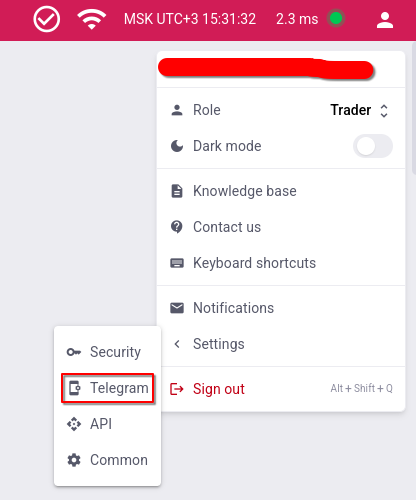 MSK UTC+3 15:31:32 2.3 ms
Role Trader
Dark mode
Knowledge base
Contact us
Keyboard shortcuts
Notifications
Settings
Sign out Alt + Shift + Q
Security
Telegram
API
Common